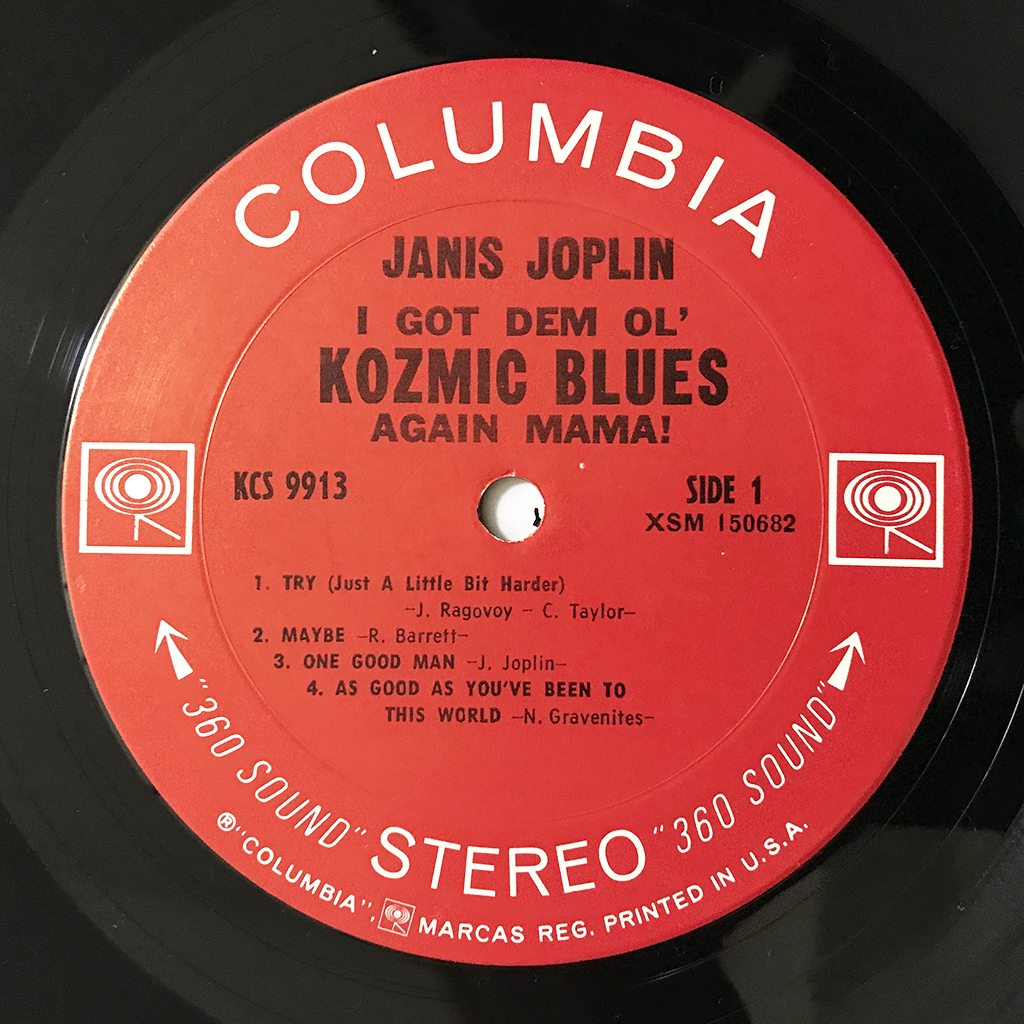 COLUMBIA
JANIS JOPLIN
I GOT DEM OL'
KOZMIC BLUES
AGAIN MAMA!
KCS 9913
SIDE 1
XSM 150682
1. TRY (Just A Little Bit Harder)
–J. Ragovoy – C. Taylor–
2. MAYBE –R. Barrett–
3. ONE GOOD MAN –J. Joplin–
4. AS GOOD AS YOU'VE BEEN TO
THIS WORLD –N. Gravenites–
"360 SOUND" STEREO "360 SOUND"
®"COLUMBIA", MARCAS REG. PRINTED IN U.S.A.